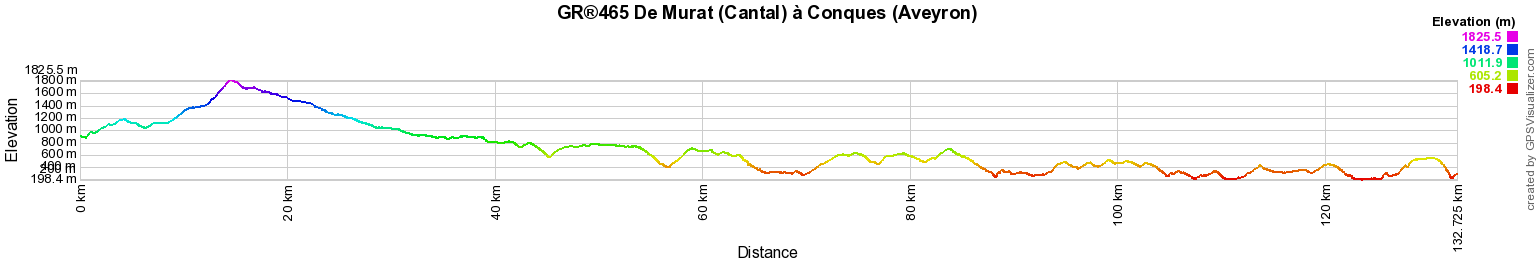 GR®465 De Murat (Cantal) à Conques (Aveyron)
Elevation (m)
1825.5
1418.7
1011.9
605.2
198.4
1825.5 m
1800 m
1600 m
1400 m
1200 m
1000 m
800 m
600 m
400 m
200 m
198.4 m
Elevation
0 km
20 km
40 km
60 km
80 km
100 km
120 km
132.725 km
Distance
created by GPSVisualizer.com